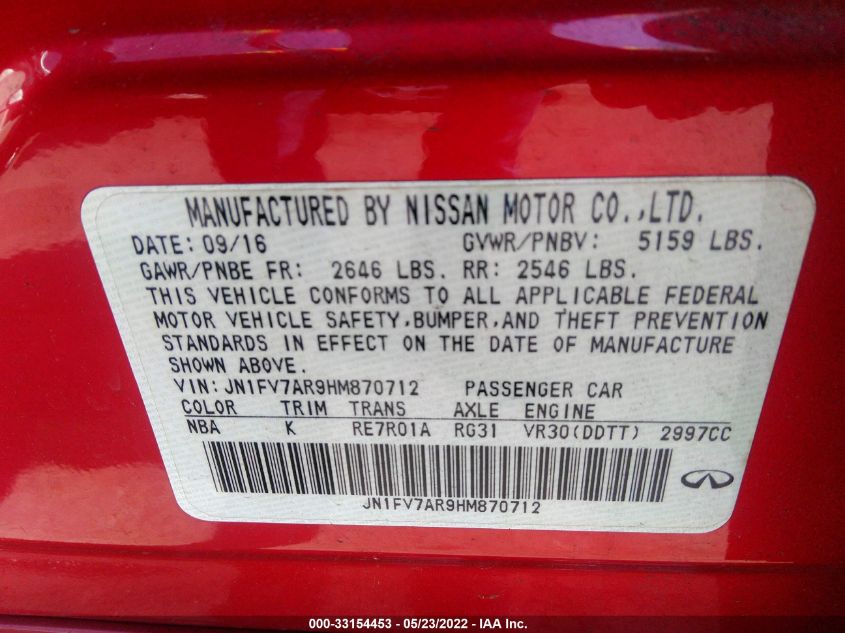 MANUFACTURED BY NISSAN MOTOR CO.,LTD.
DATE: 09/16 GVWR/PNBV: 5159 LBS.
GAWR/PNBE FR: 2646 LBS. RR: 2546 LBS.
THIS VEHICLE CONFORMS TO ALL APPLICABLE FEDERAL
MOTOR VEHICLE SAFETY,BUMPER,AND THEFT PREVENTION
STANDARDS IN EFFECT ON THE DATE OF MANUFACTURE
SHOWN ABOVE.
VIN: JN1FV7AR9HM870712 PASSENGER CAR
COLOR TRIM TRANS AXLE ENGINE
NBA K RE7R01A RG31 VR30(DDTT) 2997CC
JN1FV7AR9HM870712
000-33154453 - 05/23/2022 - IAA Inc.